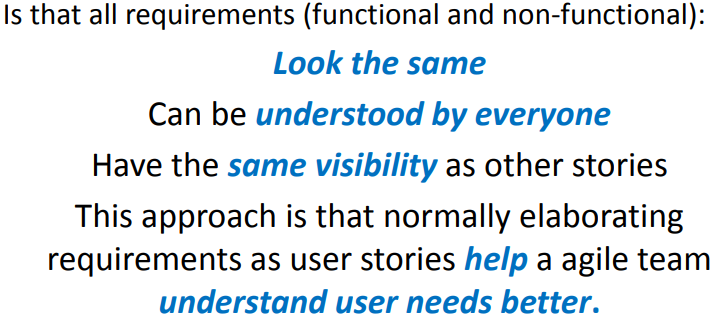 Is that all requirements (functional and non-functional):
Look the same
Can be understood by everyone
Have the same visibility as other stories
This approach is that normally elaborating
requirements as user stories help a agile team
understand user needs better.